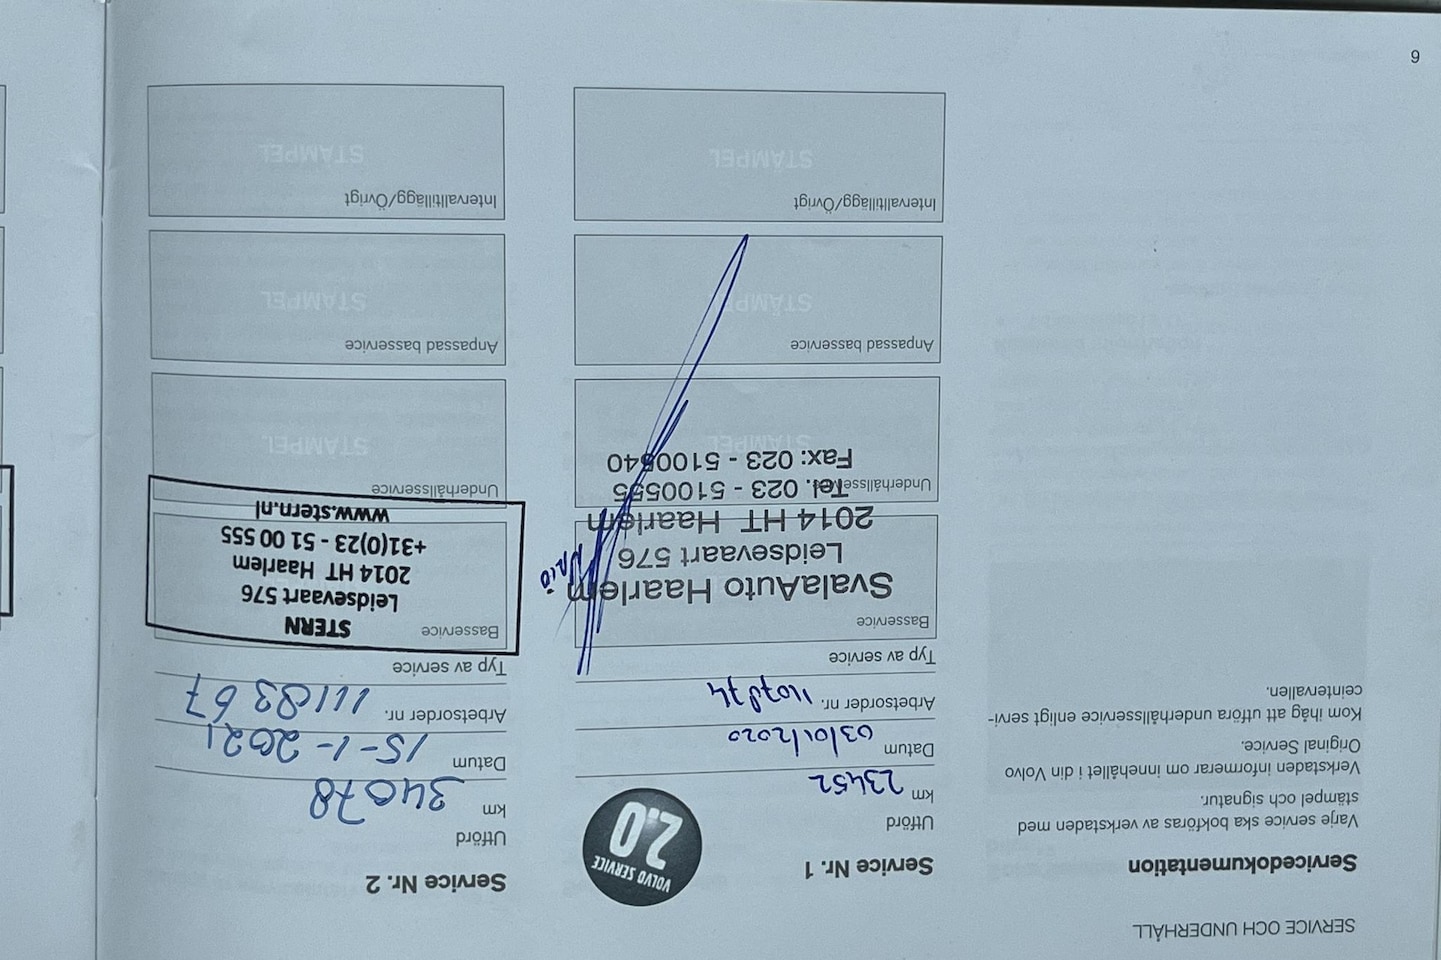 SERVICE OCH UNDERHÅLL
Servicedokumentation
Varje service ska bokföras av verkstaden med
stämpel och signatur.
Verkstaden informerar om innehållet i din Volvo
Original Service.
Kom ihåg att utföra underhållsservice enligt servi-
ceintervallen.
Service Nr. 1
VOLVO SERVICE
2.0
Utförd
km 23452
Datum 03/01/2020
Arbetsorder nr. 1107874
Typ av service
Basservice
SvalaAuto Haarlem
Leidsevaart 576
2014 HT Haarlem
Tel. 023 - 5100555
Fax: 023 - 5100540
Underhållsservice
STÄMPEL
Anpassad basservice
STÄMPEL
Intervalltillägg/Övrigt
STÄMPEL
Service Nr. 2
Utförd
km 34078
Datum 15-1-2021
Arbetsorder nr. 1118367
Typ av service
Basservice
STERN
Leidsevaart 576
2014 HT Haarlem
+31(0)23 - 51 00 555
www.stern.nl
Underhållsservice
STÄMPEL
Anpassad basservice
STÄMPEL
Intervalltillägg/Övrigt
STÄMPEL
6